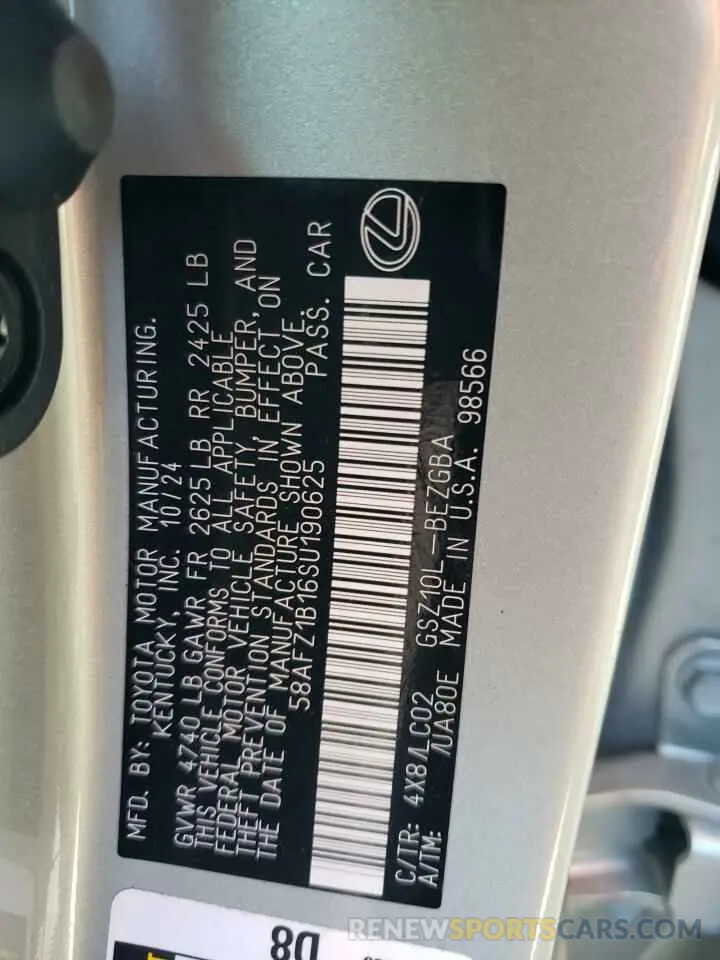 MFD. BY: TOYOTA MOTOR MANUFACTURING.
KENTUCKY, INC. 10/24
GVWR 4740 LB GAWR FR 2625 LB RR 2425 LB
THIS VEHICLE CONFORMS TO ALL APPLICABLE
FEDERAL MOTOR VEHICLE SAFETY, BUMPER, AND
THEFT PREVENTION STANDARDS IN EFFECT ON
THE DATE OF MANUFACTURE SHOWN ABOVE.
58AFZ1B16SU190625 PASS. CAR
C/TR: 4X8/LC02 GSZ10L-BEZGBA
A/TM: /UA80E MADE IN U.S.A. 98566
D8
RENEWSPORTSCARS.COM